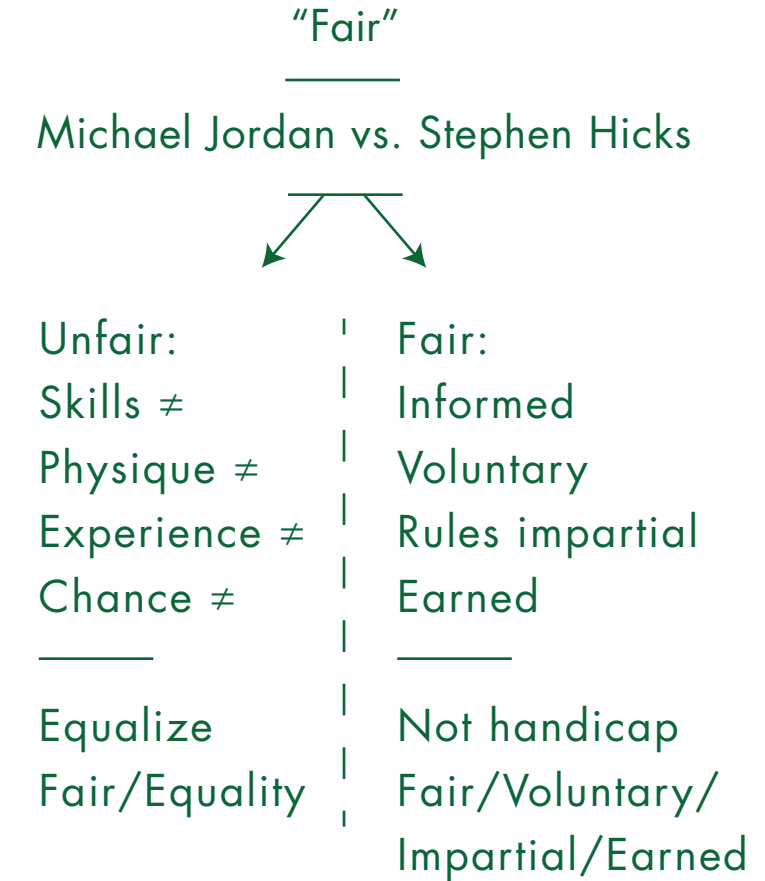 “Fair”
Michael Jordan vs. Stephen Hicks
Unfair:
Skills ≠
Physique ≠
Experience ≠
Chance ≠
Equalize
Fair/Equality
Fair:
Informed
Voluntary
Rules impartial
Earned
Not handicap
Fair/Voluntary/
Impartial/Earned